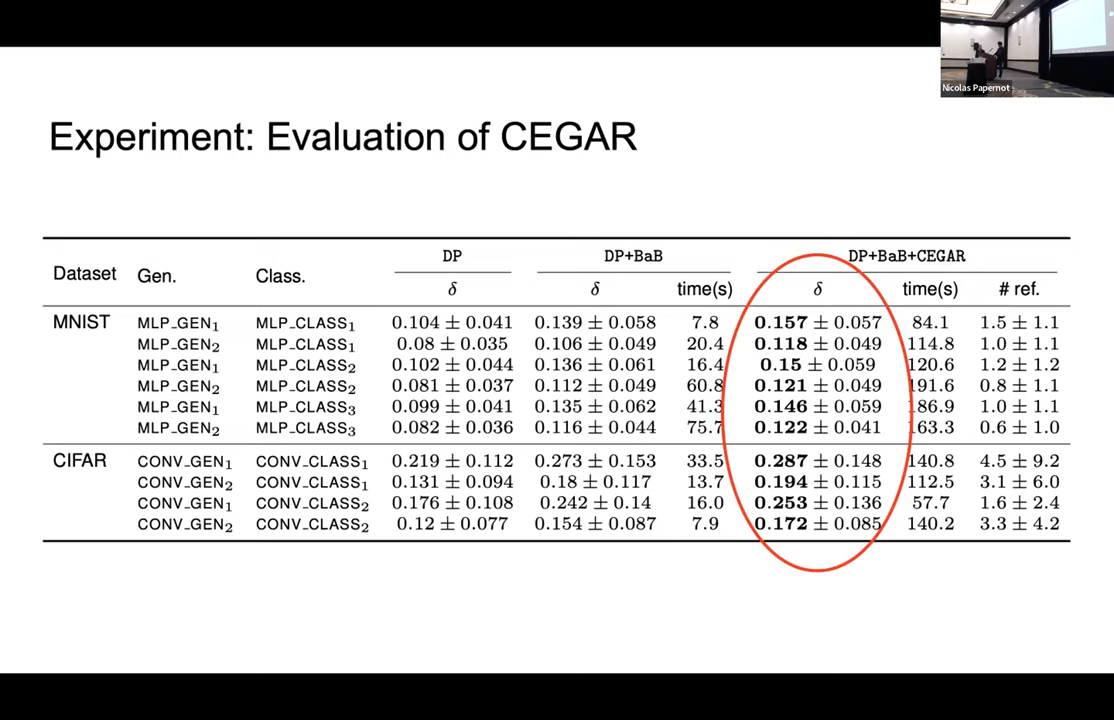 Nicolas Papernot
Experiment: Evaluation of CEGAR
DP DP+BaB DP+BaB+CEGAR
Dataset Gen. Class. δ δ time(s) δ time(s) # ref.
MNIST MLP_GEN₁ MLP_CLASS₁ 0.104 ± 0.041 0.139 ± 0.058 7.8 0.157 ± 0.057 84.1 1.5 ± 1.1
MLP_GEN₂ MLP_CLASS₁ 0.08 ± 0.035 0.106 ± 0.049 20.4 0.118 ± 0.049 114.8 1.0 ± 1.1
MLP_GEN₁ MLP_CLASS₂ 0.102 ± 0.044 0.136 ± 0.061 16.4 0.15 ± 0.059 120.6 1.2 ± 1.2
MLP_GEN₂ MLP_CLASS₂ 0.081 ± 0.037 0.112 ± 0.049 60.8 0.121 ± 0.049 191.6 0.8 ± 1.1
MLP_GEN₁ MLP_CLASS₃ 0.099 ± 0.041 0.135 ± 0.062 41.3 0.146 ± 0.059 186.9 1.0 ± 1.1
MLP_GEN₂ MLP_CLASS₃ 0.082 ± 0.036 0.116 ± 0.044 75.7 0.122 ± 0.041 163.3 0.6 ± 1.0
CIFAR CONV_GEN₁ CONV_CLASS₁ 0.219 ± 0.112 0.273 ± 0.153 33.5 0.287 ± 0.148 140.8 4.5 ± 9.2
CONV_GEN₂ CONV_CLASS₁ 0.131 ± 0.094 0.18 ± 0.117 13.7 0.194 ± 0.115 112.5 3.1 ± 6.0
CONV_GEN₁ CONV_CLASS₂ 0.176 ± 0.108 0.242 ± 0.14 16.0 0.253 ± 0.136 57.7 1.6 ± 2.4
CONV_GEN₂ CONV_CLASS₂ 0.12 ± 0.077 0.154 ± 0.087 7.9 0.172 ± 0.085 140.2 3.3 ± 4.2